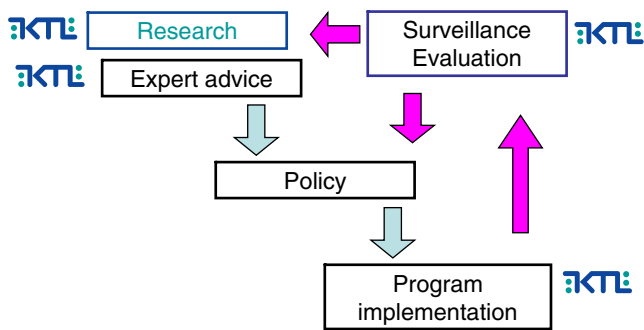 KTL
Research
Surveillance
Evaluation
KTL
KTL
Expert advice
Policy
Program
implementation
KTL